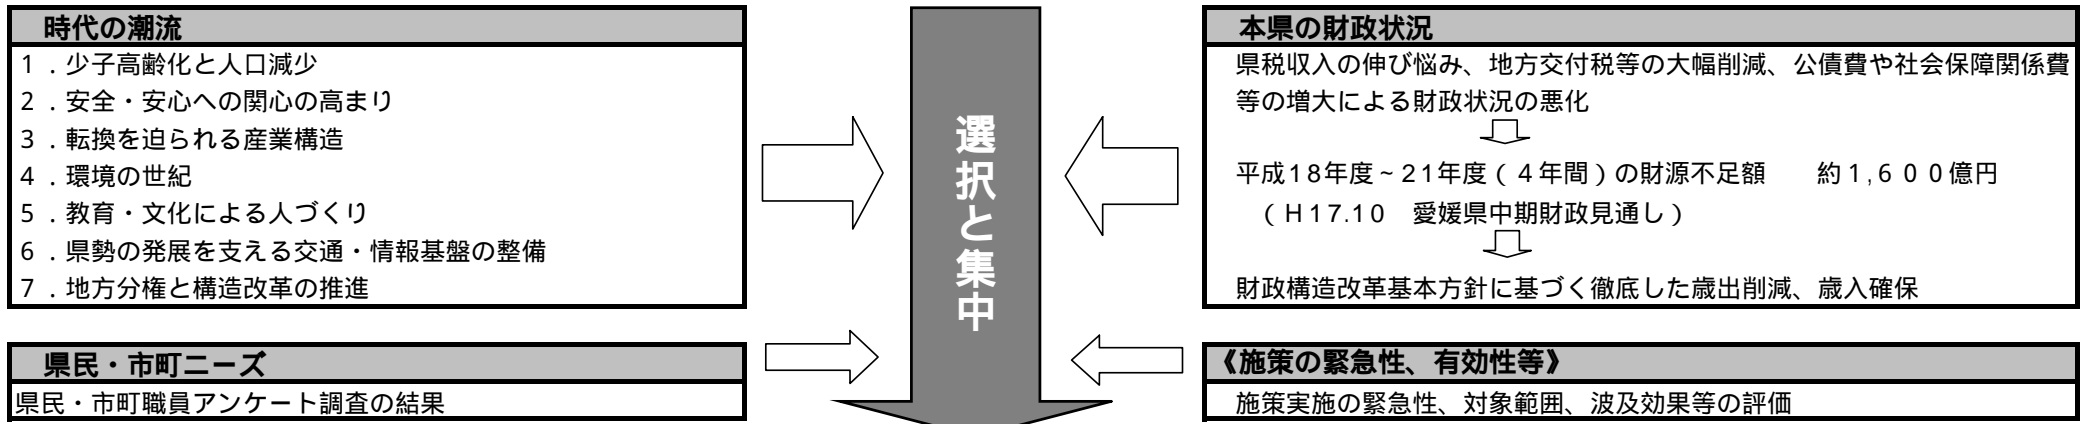 時代の潮流
1．少子高齢化と人口減少
2．安全・安心への関心の高まり
3．転換を迫られる産業構造
4．環境の世紀
5．教育・文化による人づくり
6．県勢の発展を支える交通・情報基盤の整備
7．地方分権と構造改革の推進
県民・市町ニーズ
県民・市町職員アンケート調査の結果
選択と集中
本県の財政状況
県税収入の伸び悩み、地方交付税等の大幅削減、公債費や社会保障関係費
等の増大による財政状況の悪化
平成18年度～21年度（4年間）の財源不足額　約1,600億円
（H17.10　愛媛県中期財政見通し）
財政構造改革基本方針に基づく徹底した歳出削減、歳入確保
《施策の緊急性、有効性等》
施策実施の緊急性、対象範囲、波及効果等の評価